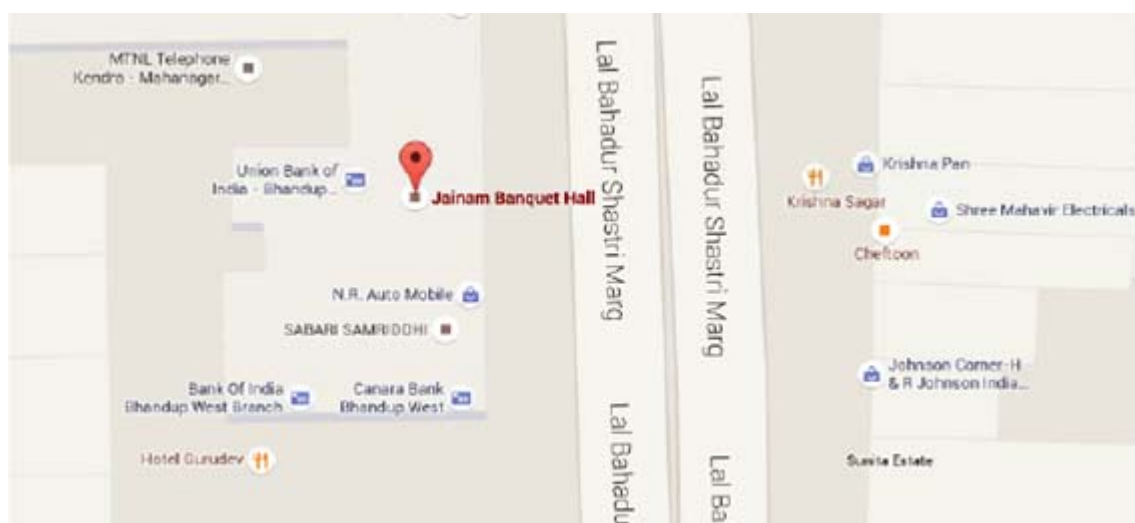 MTNL Telephone
Kendra - Mahanagar...
Union Bank of
India - Bhandup...
Jainam Banquet Hall
N.R. Auto Mobile
SABARI SAMRIDDHI
Bank Of India
Bhandup West Branch
Canara Bank
Bhandup West
Hotel Gurudev
Lal Bahadur Shastri Marg
Lal Bahadur Shastri Marg
Lal Bahadu
Lal Ba
Krishna Pan
Krishna Sagar
Shree Mahavir Electricals
Cheftoon
Johnson Corner-H
& R Johnson India...
Sunita Estate